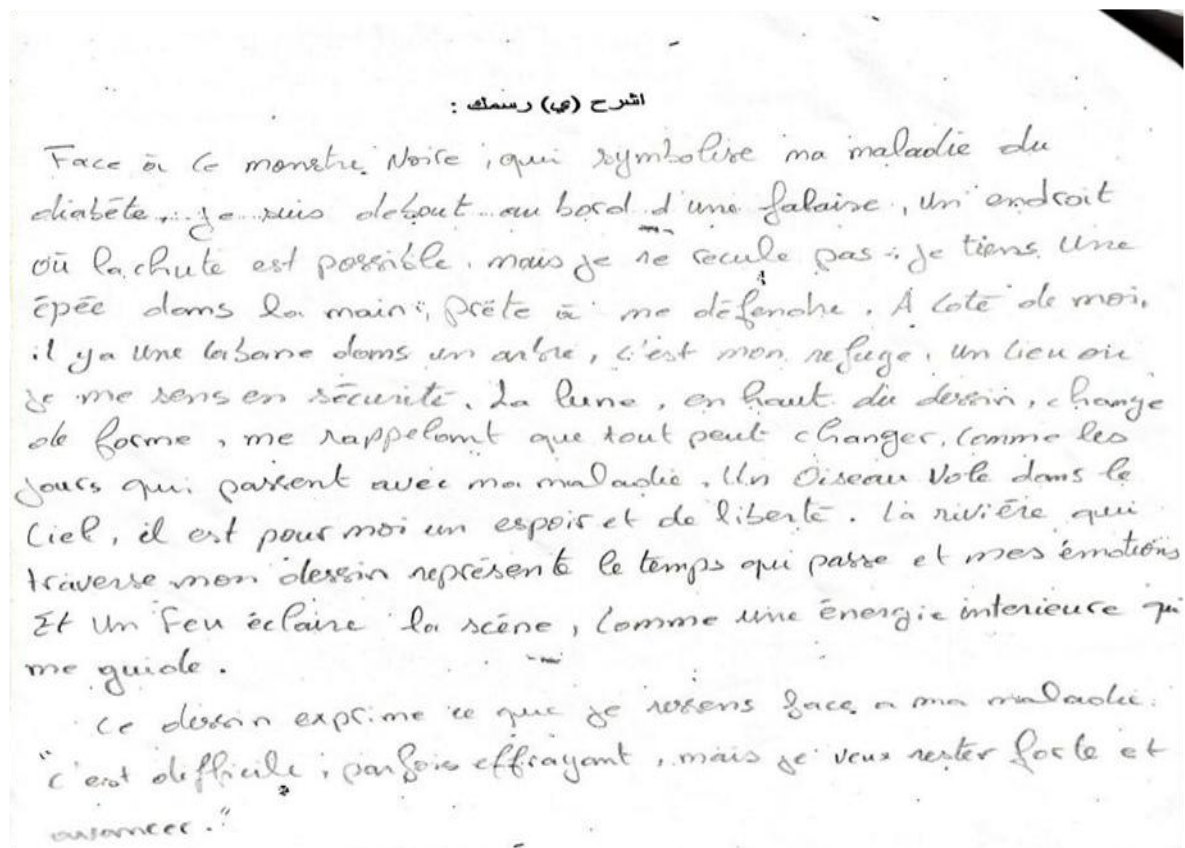 اشرح (ي) رسمك :
Face à ce monstre Noire, qui symbolise ma maladie du
diabète, je suis debout au bord d'une falaise, Un endroit
où la chute est possible, mais je ne recule pas : je tiens Une
épée dans la main, prête à me défendre. À coté de moi,
il y a Une cabane dans un arbre, c'est mon refuge, un lieu où
je me sens en sécurité. La lune, en haut du dessin, change
de forme, me rappelant que tout peut changer, comme les
jours qui passent avec ma maladie. Un Oiseau Vole dans le
Ciel, il est pour moi un espoir et de liberté. La rivière qui
traverse mon dessin représente le temps qui passe et mes émotions
Et Un Feu éclaire la scène, comme une énergie interieure qui
me guide.
Ce dessin exprime ce que je ressens face a ma maladie :
"c'est difficile, parfois effrayant, mais je veux rester forte et
avancer."